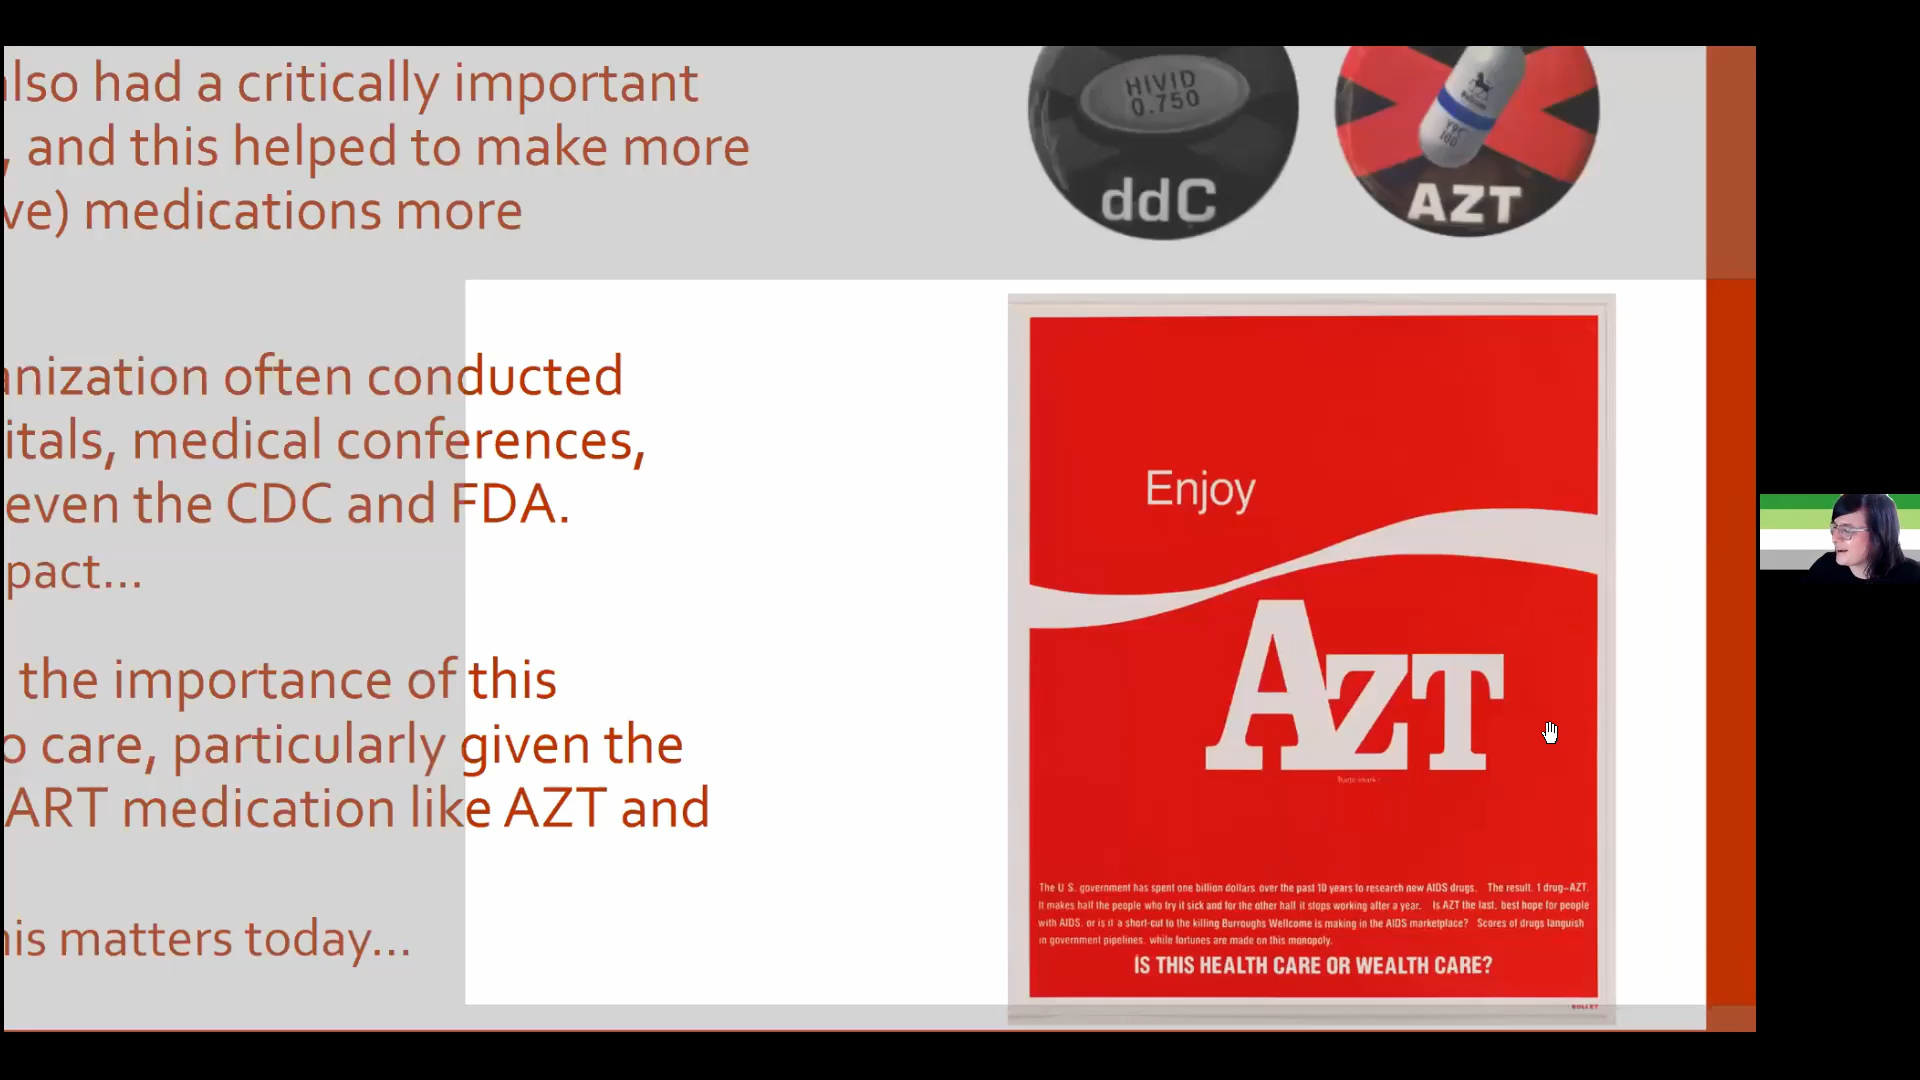 also had a critically important
, and this helped to make more
ve) medications more
anization often conducted
itals, medical conferences,
even the CDC and FDA.
pact...
the importance of this
o care, particularly given the
ART medication like AZT and
his matters today...
HIVID
0.750
ddC
Wellcome
Y9C
100
AZT
Enjoy
AZT
Trade-mark
The U.S. government has spent one billion dollars over the past 10 years to research new AIDS drugs. The result: 1 drug–AZT.
It makes half the people who try it sick and for the other half it stops working after a year. Is AZT the last, best hope for people
with AIDS, or is it a short-cut to the killing Burroughs Wellcome is making in the AIDS marketplace? Scores of drugs languish
in government pipelines, while fortunes are made on this monopoly.
IS THIS HEALTH CARE OR WEALTH CARE?